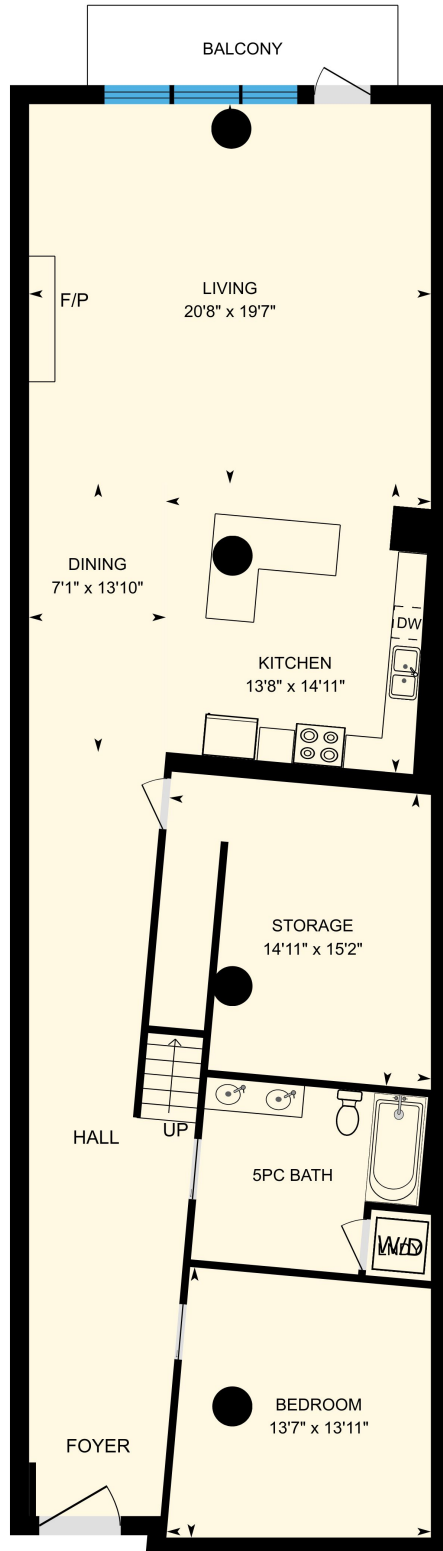 BALCONY
LIVING
20'8" x 19'7"
F/P
DINING
7'1" x 13'10"
DW
KITCHEN
13'8" x 14'11"
STORAGE
14'11" x 15'2"
HALL
UP
5PC BATH
W/D
LNDY
BEDROOM
13'7" x 13'11"
FOYER